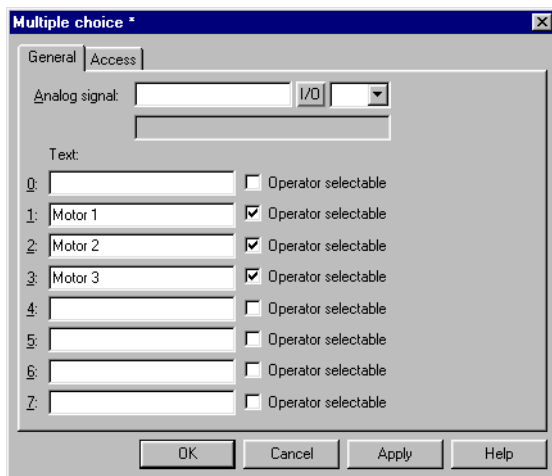 Multiple choice *
General Access
Analog signal: I/O
Text:
0: Operator selectable
1: Motor 1 Operator selectable
2: Motor 2 Operator selectable
3: Motor 3 Operator selectable
4: Operator selectable
5: Operator selectable
6: Operator selectable
7: Operator selectable
OK Cancel Apply Help